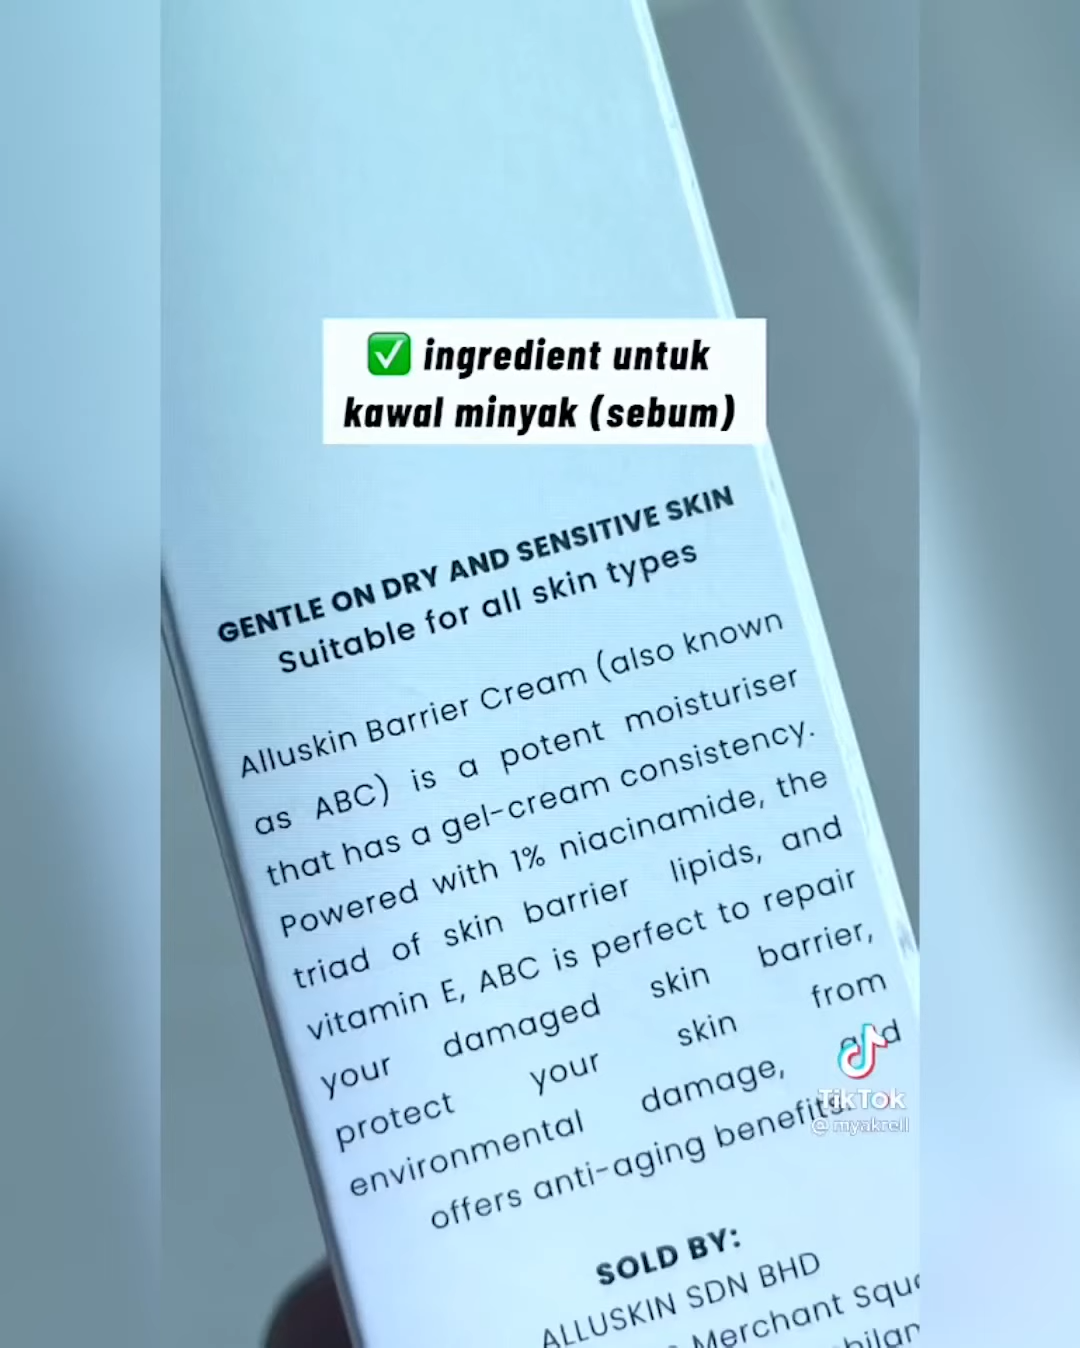 ✅ ingredient untuk
kawal minyak (sebum)
GENTLE ON DRY AND SENSITIVE SKIN
Suitable for all skin types
Alluskin Barrier Cream (also known
as ABC) is a potent moisturiser
that has a gel-cream consistency.
Powered with 1% niacinamide, the
triad of skin barrier lipids, and
vitamin E, ABC is perfect to repair
your damaged skin barrier,
protect your skin from
environmental damage, and
offers anti-aging benefits.
TikTok
@myakrell
SOLD BY:
ALLUSKIN SDN BHD
Merchant